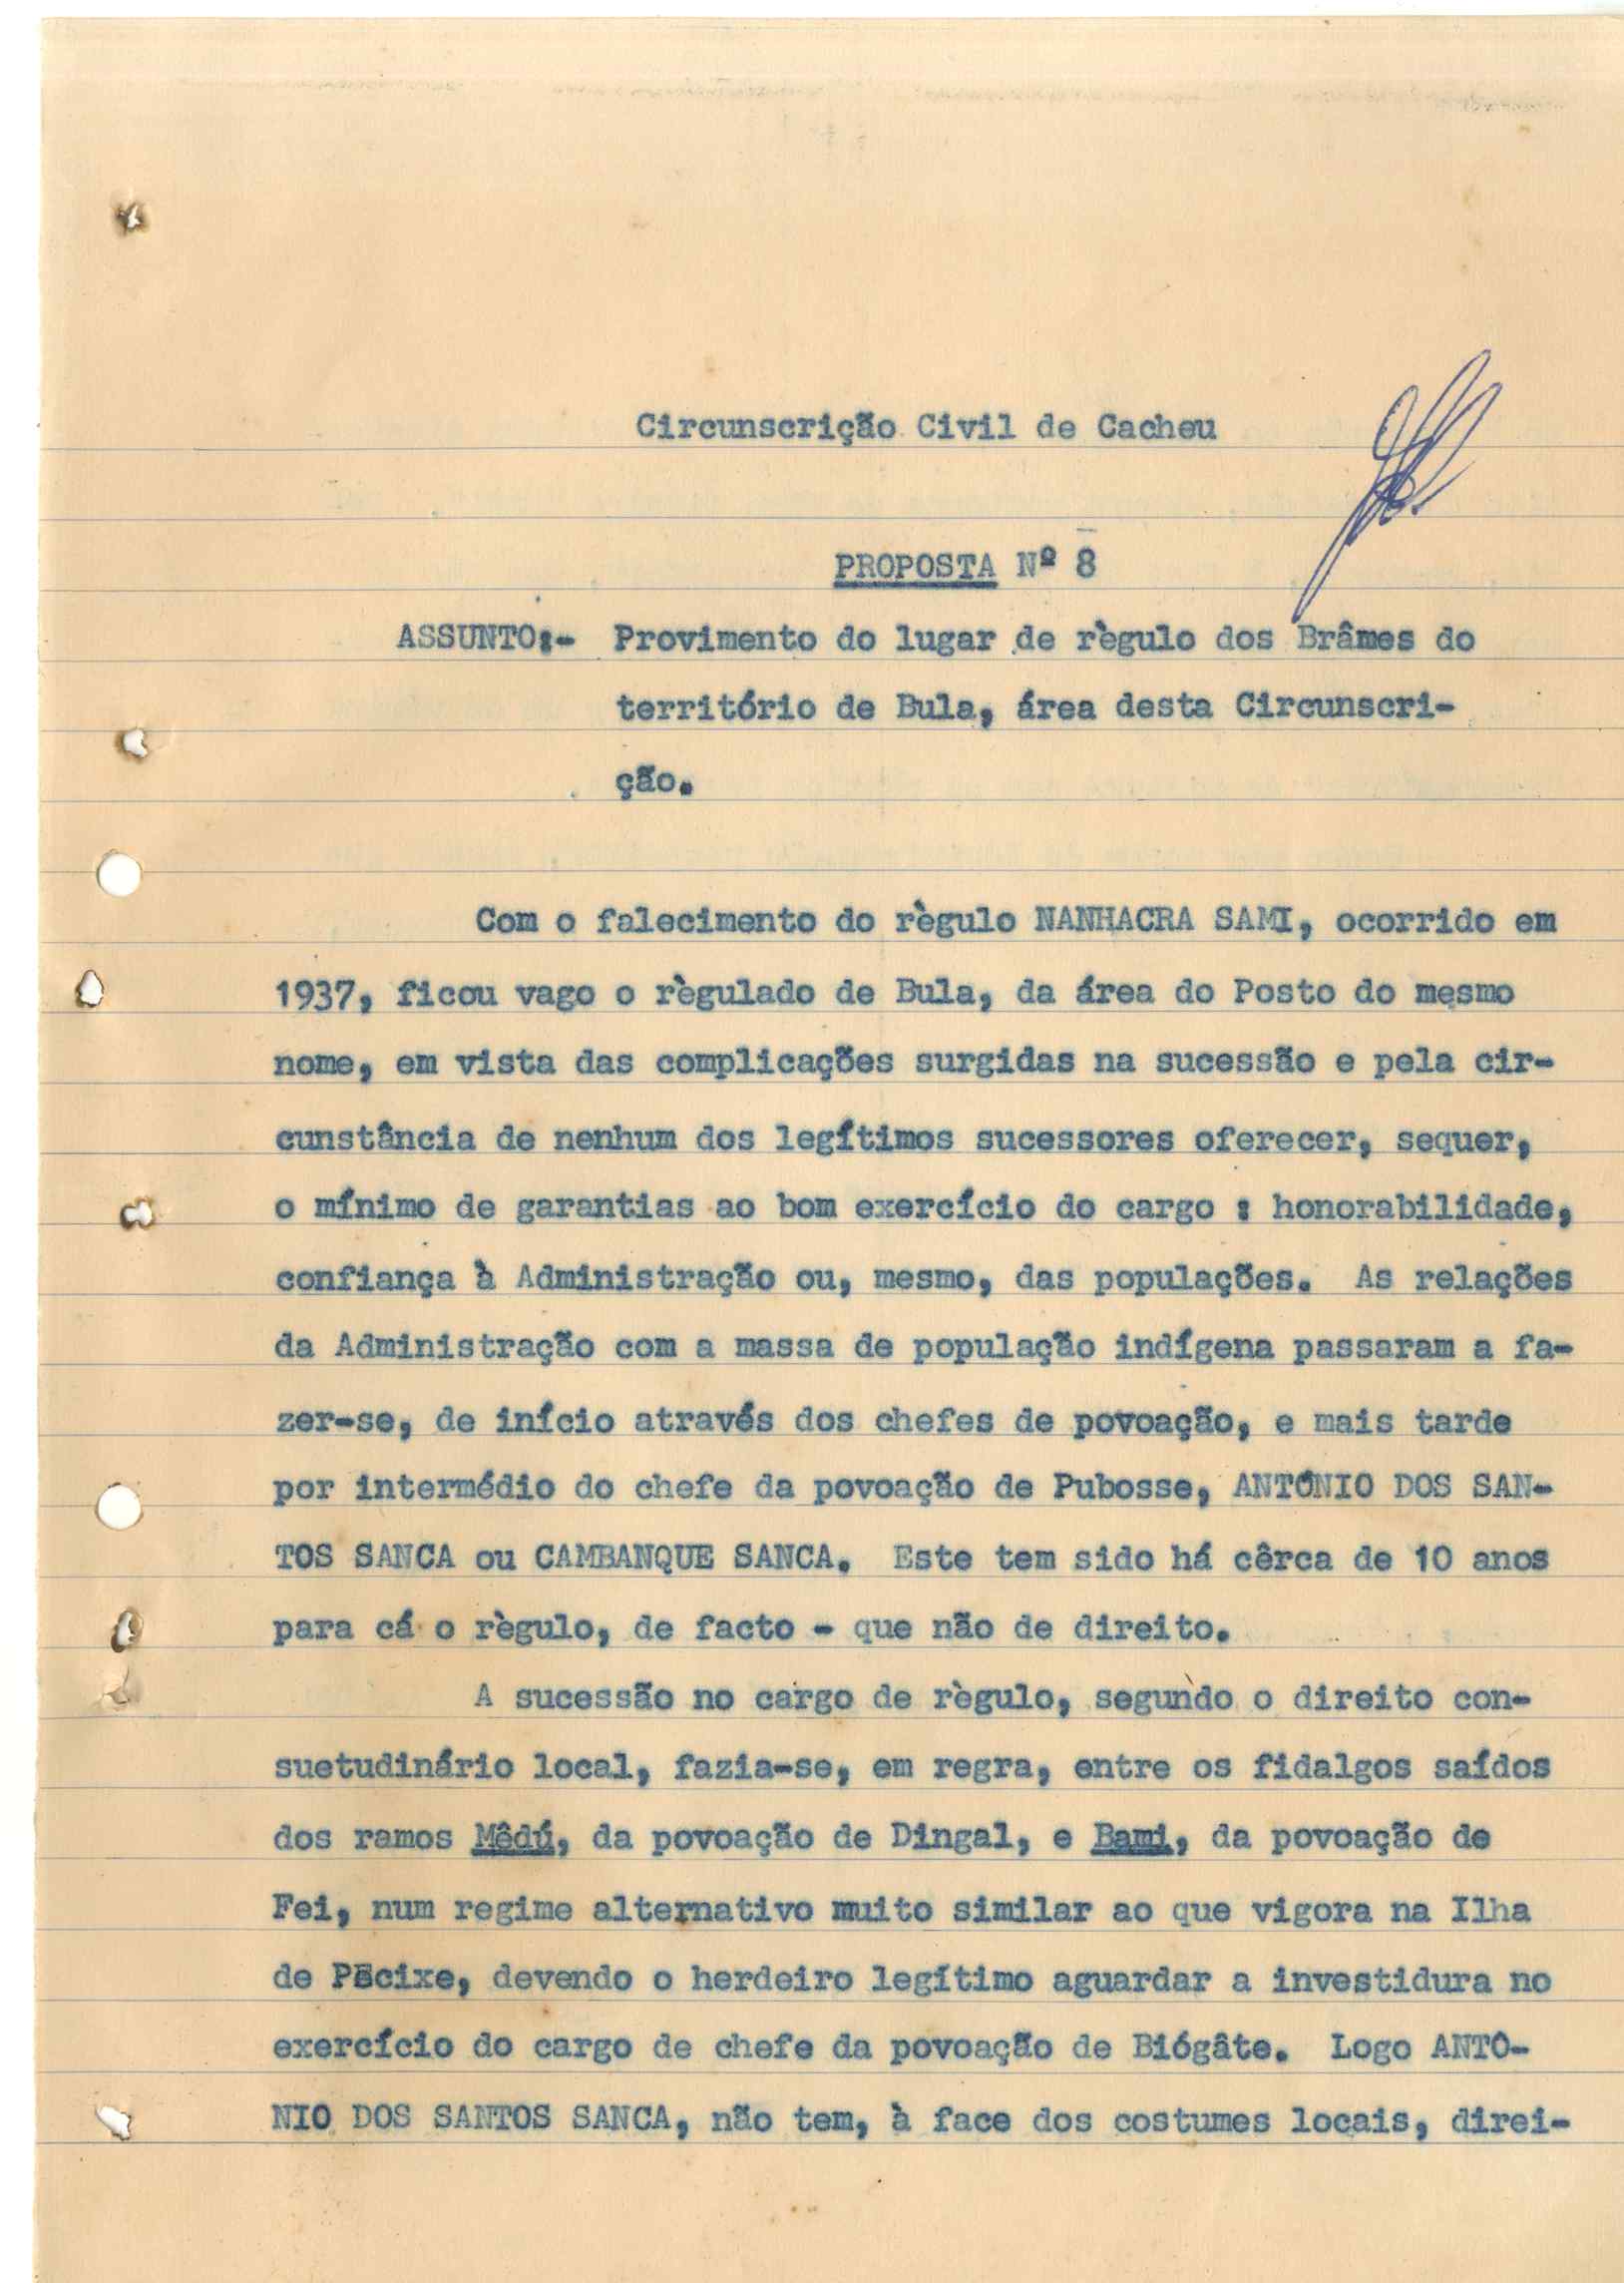 Circunscrição Civil de Cacheu
PROPOSTA Nº 8
ASSUNTO:- Provimento do lugar de règulo dos Brâmes do
território de Bula, área desta Circunscri-
ção.
Com o falecimento do règulo NANHACRA SAMI, ocorrido em
1937, ficou vago o règulado de Bula, da área do Posto do mesmo
nome, em vista das complicações surgidas na sucessão e pela cir-
cunstância de nenhum dos legítimos sucessores oferecer, sequer,
o mínimo de garantias ao bom exercício do cargo : honorabilidade,
confiança à Administração ou, mesmo, das populações. As relações
da Administração com a massa de população indígena passaram a fa-
zer-se, de início através dos chefes de povoação, e mais tarde
por intermédio do chefe da povoação de Pubosse, ANTÓNIO DOS SAN-
TOS SANCA ou CAMBANQUE SANCA. Este tem sido há cêrca de 10 anos
para cá o règulo, de facto - que não de direito.
A sucessão no cargo de règulo, segundo o direito con-
suetudinário local, fazia-se, em regra, entre os fidalgos saídos
dos ramos Mêdú, da povoação de Dingal, e Bami, da povoação de
Fei, num regime alternativo muito similar ao que vigora na Ilha
de Pècixe, devendo o herdeiro legítimo aguardar a investidura no
exercício do cargo de chefe da povoação de Biógâte. Logo ANTO-
NIO DOS SANTOS SANCA, não tem, à face dos costumes locais, direi-